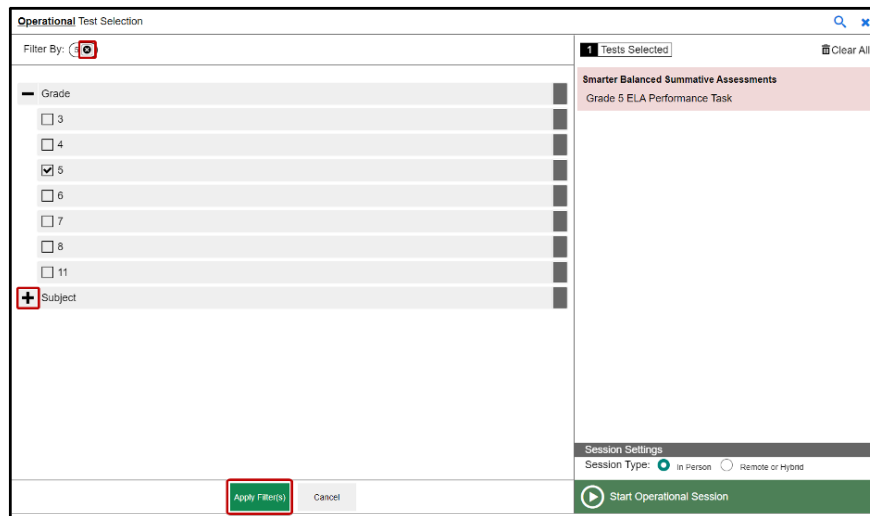 Operational Test Selection
Filter By: 5
Grade
3
4
5
6
7
8
11
Subject
Apply Filter(s)
Cancel
1 Tests Selected
Clear All
Smarter Balanced Summative Assessments
Grade 5 ELA Performance Task
Session Settings
Session Type: In Person Remote or Hybrid
Start Operational Session